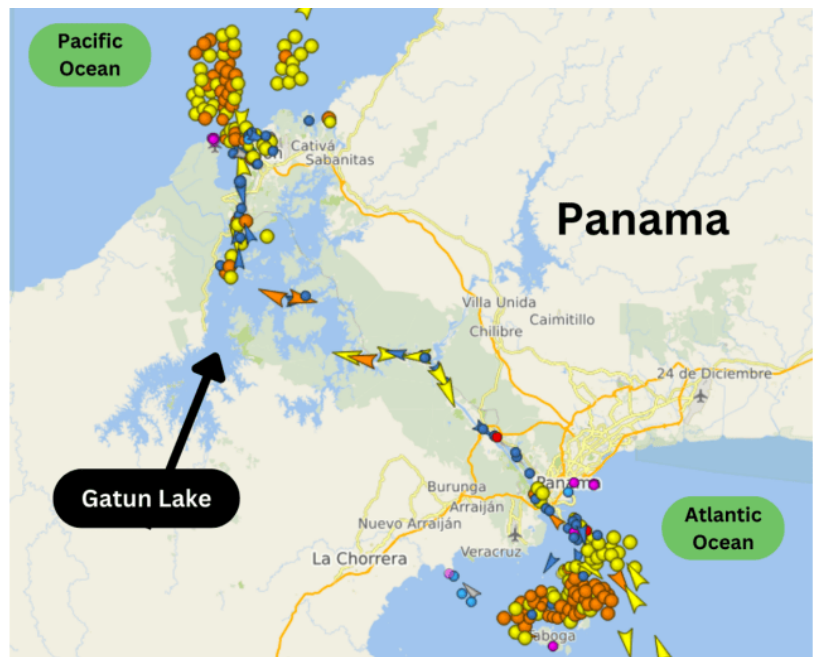 Pacific
Ocean
Cativá
Sabanitas
Panama
Villa Unida
Chilibre
Caimitillo
24 de Diciembre
Gatun Lake
Burunga
Panama
Arraiján
Nuevo Arraiján
Atlantic
Ocean
La Chorrera
Veracruz